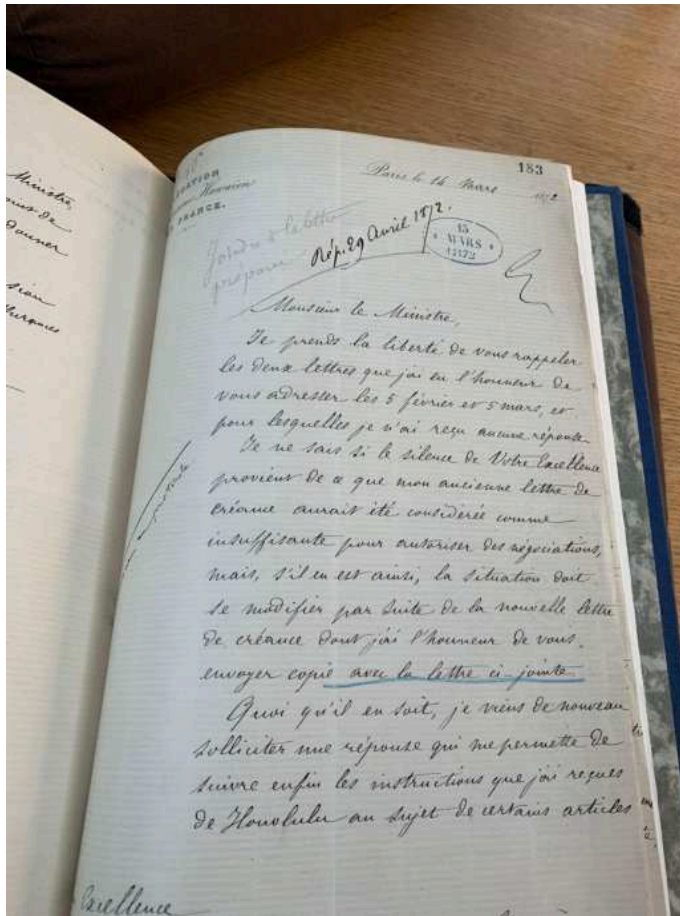 183
Paris le 14 Mars 1872
Hawaien
FRANCE.
Joindre à lettre
Rép. 29 Avril 1872.
15
MARS
1872
Monsieur le Ministre,
Je prends la liberté de vous rappeler
les deux lettres que j'ai eu l'honneur de
vous adresser les 5 février et 5 mars, et
pour lesquelles je n'ai reçu aucune réponse.
Je ne sais si le silence de Votre Excellence
provient de ce que mon ancienne lettre de
créance aurait été considérée comme
insuffisante pour autoriser des négociations,
mais, s'il en est ainsi, la situation doit
se modifier par suite de la nouvelle lettre
de créance dont j'ai l'honneur de vous
envoyer copie avec la lettre ci-jointe.
Quoi qu'il en soit, je viens de nouveau
solliciter une réponse qui me permette de
suivre enfin les instructions que j'ai reçues
de Honolulu au sujet de certains articles
Ministre,
de
donner
Excellence